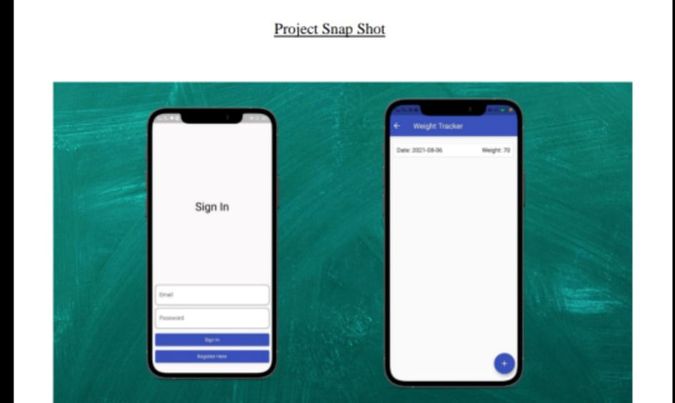 Project Snap Shot
Sign In
Email
Password
Sign In
Register Here
Weight Tracker
Date: 2021-08-06 Weight: 70
+